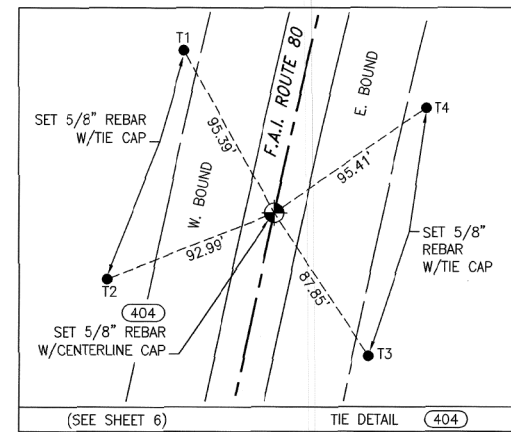 T1
F.A.I. ROUTE 80
E. BOUND
T4
SET 5/8" REBAR
W/TIE CAP
95.39'
95.41'
W. BOUND
92.99'
87.85'
SET 5/8"
REBAR
W/TIE CAP
T2
404
SET 5/8" REBAR
W/CENTERLINE CAP
T3
(SEE SHEET 6)
TIE DETAIL 404